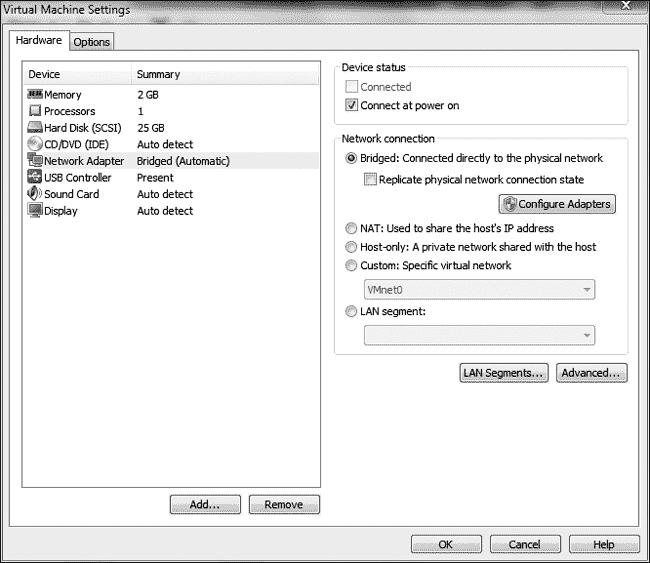 Virtual Machine Settings
Hardware
Options
Device Summary
Memory 2 GB
Processors 1
Hard Disk (SCSI) 25 GB
CD/DVD (IDE) Auto detect
Network Adapter Bridged (Automatic)
USB Controller Present
Sound Card Auto detect
Display Auto detect
Add...
Remove
Device status
Connected
Connect at power on
Network connection
Bridged: Connected directly to the physical network
Replicate physical network connection state
Configure Adapters
NAT: Used to share the host's IP address
Host-only: A private network shared with the host
Custom: Specific virtual network
VMnet0
LAN segment:
LAN Segments...
Advanced...
OK
Cancel
Help